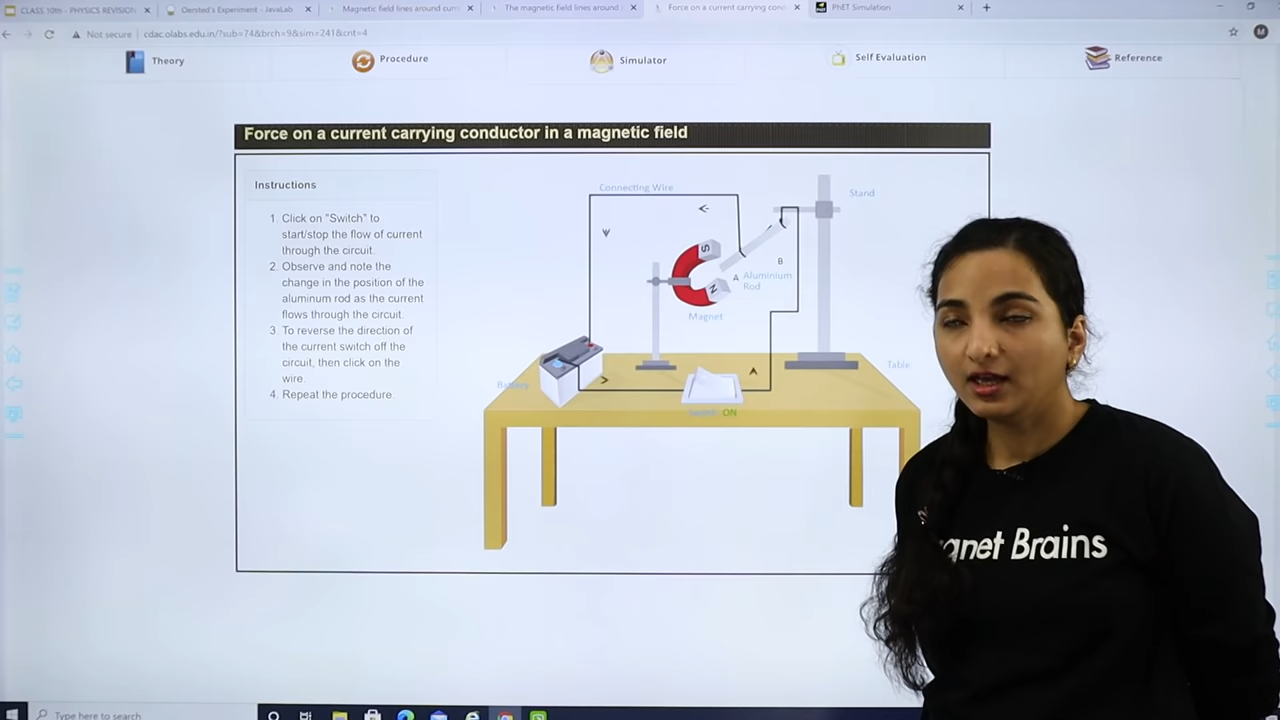 CLASS 10th - PHYSICS REVISION
Oersted's Experiment - JavaLab
Magnetic field lines around curr
The magnetic field lines around
Force on a current carrying cond
PhET Simulation
M
Not secure
cdac.olabs.edu.in/?sub=74&brch=9&sim=241&cnt=4
Theory
Procedure
Simulator
Self Evaluation
Reference
Force on a current carrying conductor in a magnetic field
Instructions
1. Click on "Switch" to
start/stop the flow of current
through the circuit.
2. Observe and note the
change in the position of the
aluminum rod as the current
flows through the circuit.
3. To reverse the direction of
the current switch off the
circuit, then click on the
wire.
4. Repeat the procedure.
Connecting Wire
Stand
S
N
B
A
Aluminium
Rod
Magnet
Battery
Table
Switch ON
gnet Brains
Type here to search